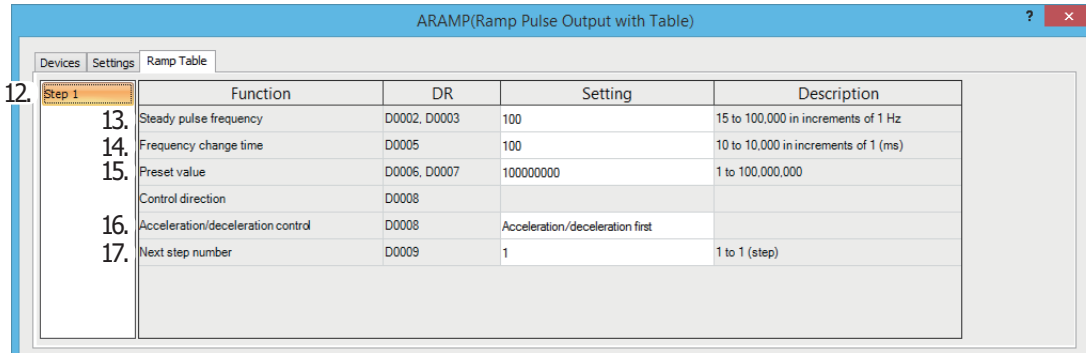 ARAMP(Ramp Pulse Output with Table) ? ×
Devices Settings Ramp Table
12. Step 1 Function DR Setting Description
13. Steady pulse frequency D0002, D0003 100 15 to 100,000 in increments of 1 Hz
14. Frequency change time D0005 100 10 to 10,000 in increments of 1 (ms)
15. Preset value D0006, D0007 100000000 1 to 100,000,000
Control direction D0008
16. Acceleration/deceleration control D0008 Acceleration/deceleration first
17. Next step number D0009 1 1 to 1 (step)